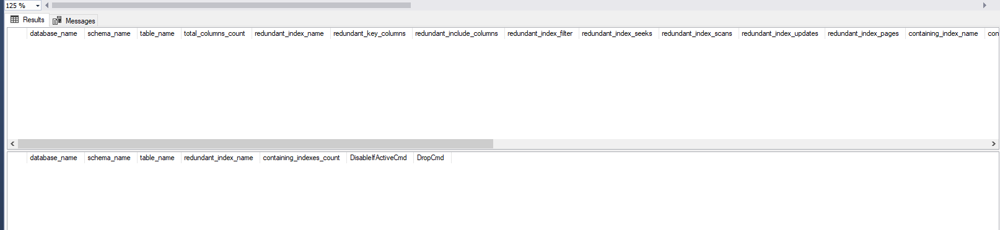 125 %
Results Messages
database_name schema_name table_name total_columns_count redundant_index_name redundant_key_columns redundant_include_columns redundant_index_filter redundant_index_seeks redundant_index_scans redundant_index_updates redundant_index_pages containing_index_name con
database_name schema_name table_name redundant_index_name containing_indexes_count DisableIfActiveCmd DropCmd